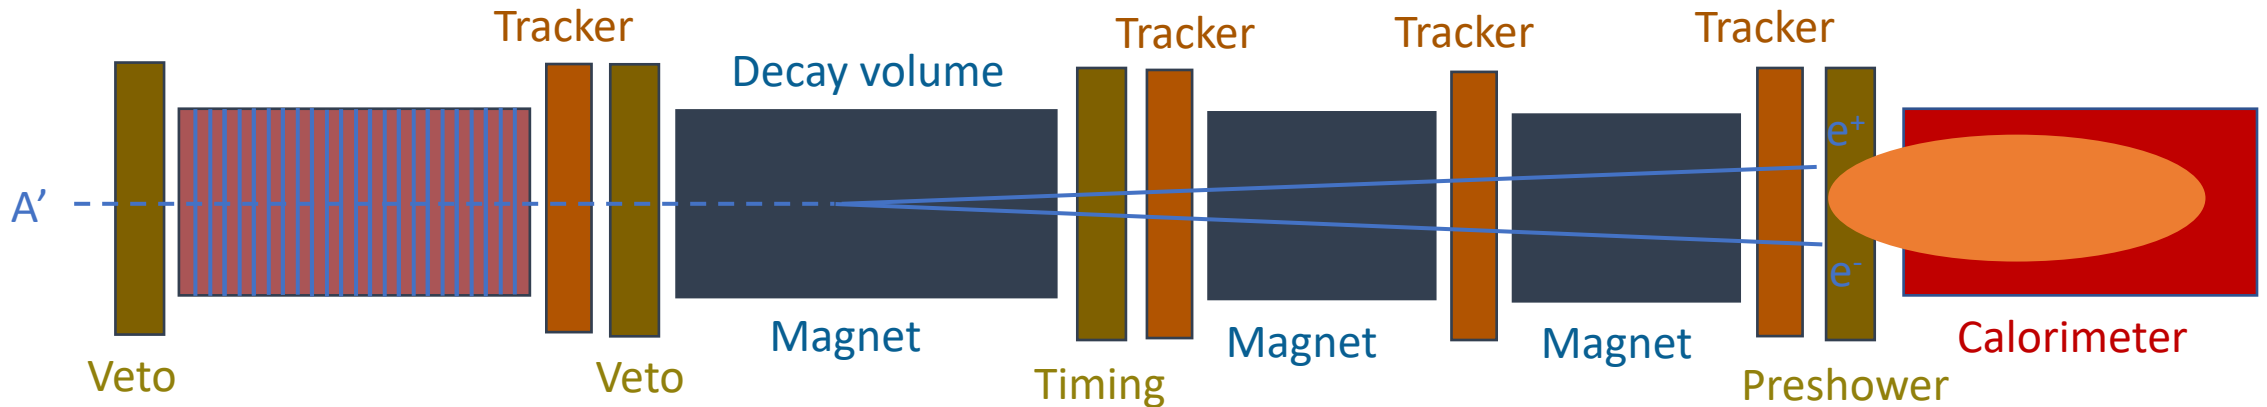 Tracker
Tracker
Tracker
Tracker
Decay volume
A’
e+
e-
Magnet
Magnet
Magnet
Calorimeter
Veto
Veto
Timing
Preshower